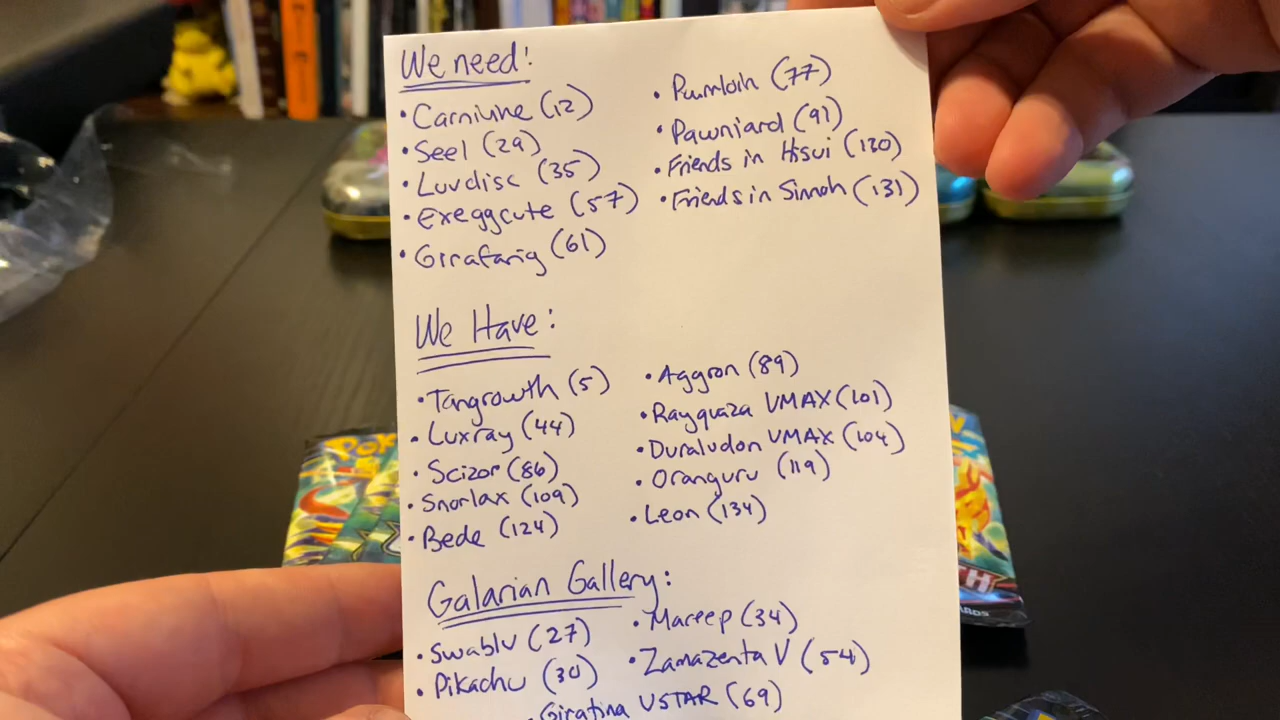 We need:
• Carnivine (12)
• Seel (29)
• Luvdisc (35)
• Exeggcute (57)
• Girafarig (61)
• Purrloin (77)
• Pawniard (91)
• Friends in Hisui (130)
• Friends in Sinnoh (131)
We Have:
• Tangrowth (5)
• Luxray (44)
• Scizor (86)
• Snorlax (109)
• Bede (124)
• Aggron (89)
• Rayquaza VMAX (101)
• Duraludon VMAX (104)
• Oranguru (119)
• Leon (134)
Galarian Gallery:
• Swablu (27)
• Pikachu (30)
• Mareep (34)
• Zamazenta V (54)
Giratina VSTAR (69)